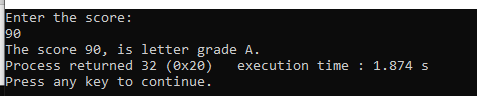 Enter the score:
90
The score 90, is letter grade A.
Process returned 32 (0x20)   execution time : 1.874 s
Press any key to continue.